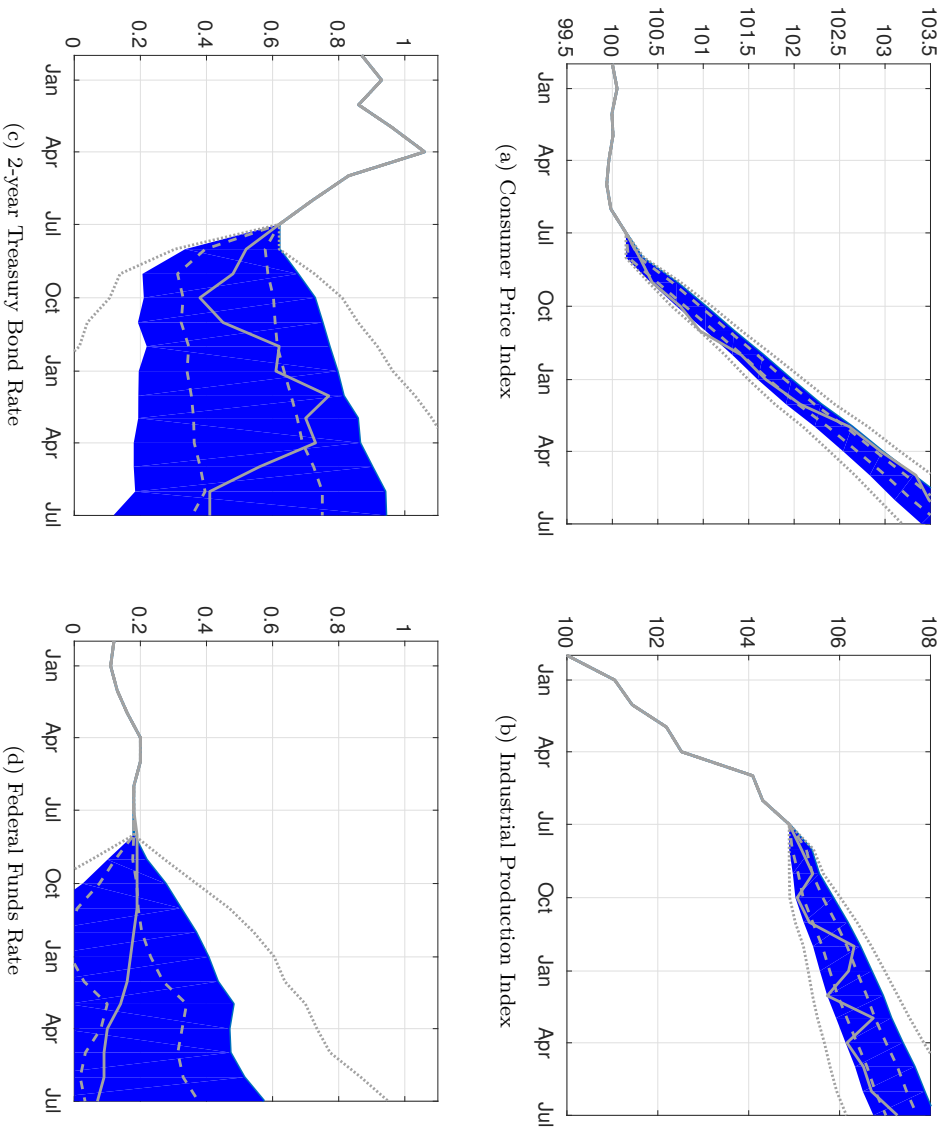 103.5
103
102.5
102
101.5
101
100.5
100
99.5
Jan
Apr
Jul
Oct
Jan
Apr
Jul
(a) Consumer Price Index
108
106
104
102
100
Jan
Apr
Jul
Oct
Jan
Apr
Jul
(b) Industrial Production Index
1
0.8
0.6
0.4
0.2
0
Jan
Apr
Jul
Oct
Jan
Apr
Jul
(c) 2-year Treasury Bond Rate
1
0.8
0.6
0.4
0.2
0
Jan
Apr
Jul
Oct
Jan
Apr
Jul
(d) Federal Funds Rate